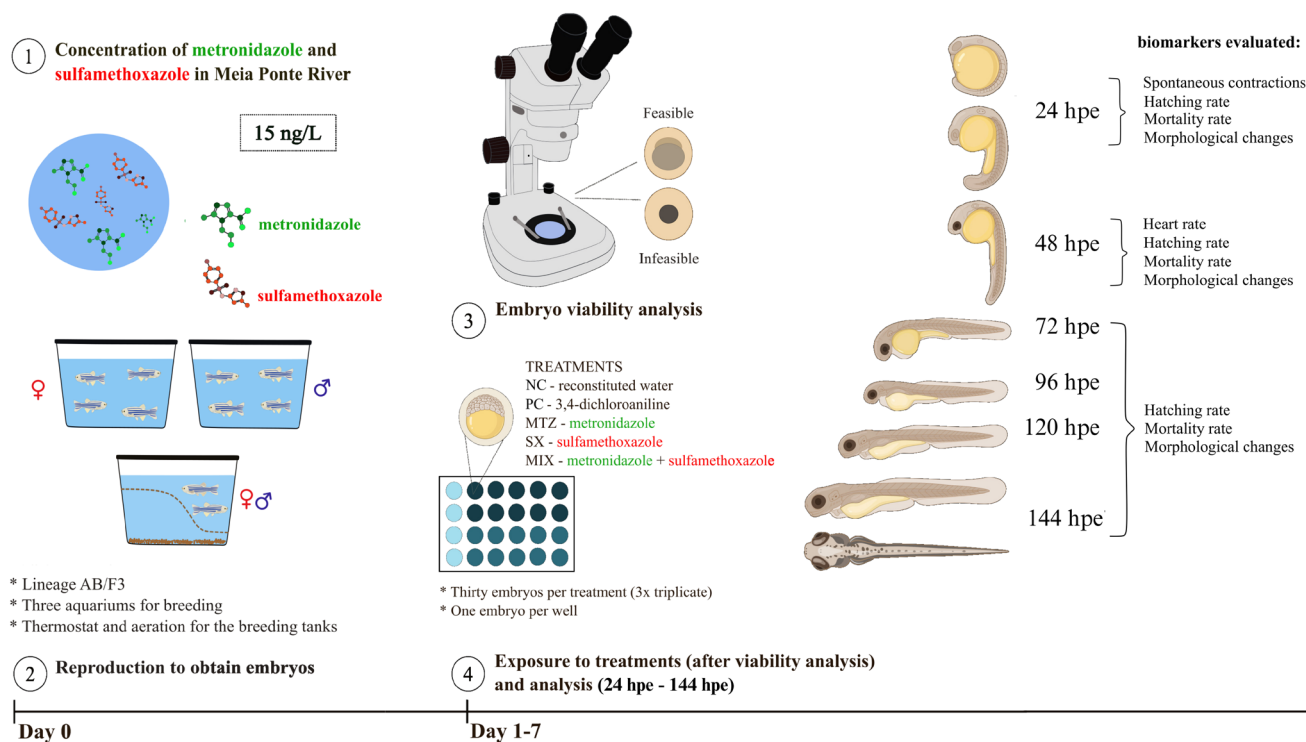 1
Concentration of metronidazole and
sulfamethoxazole in Meia Ponte River
15 ng/L
metronidazole
sulfamethoxazole
♀
♂
♀♂
* Lineage AB/F3
* Three aquariums for breeding
* Thermostat and aeration for the breeding tanks
2
Reproduction to obtain embryos
Feasible
Infeasible
3
Embryo viability analysis
TREATMENTS
NC - reconstituted water
PC - 3,4-dichloroaniline
MTZ - metronidazole
SX - sulfamethoxazole
MIX - metronidazole + sulfamethoxazole
* Thirty embryos per treatment (3x triplicate)
* One embryo per well
4
Exposure to treatments (after viability analysis)
and analysis (24 hpe - 144 hpe)
biomarkers evaluated:
24 hpe
Spontaneous contractions
Hatching rate
Mortality rate
Morphological changes
48 hpe
Heart rate
Hatching rate
Mortality rate
Morphological changes
72 hpe
96 hpe
120 hpe
144 hpe
Hatching rate
Mortality rate
Morphological changes
Day 0
Day 1-7